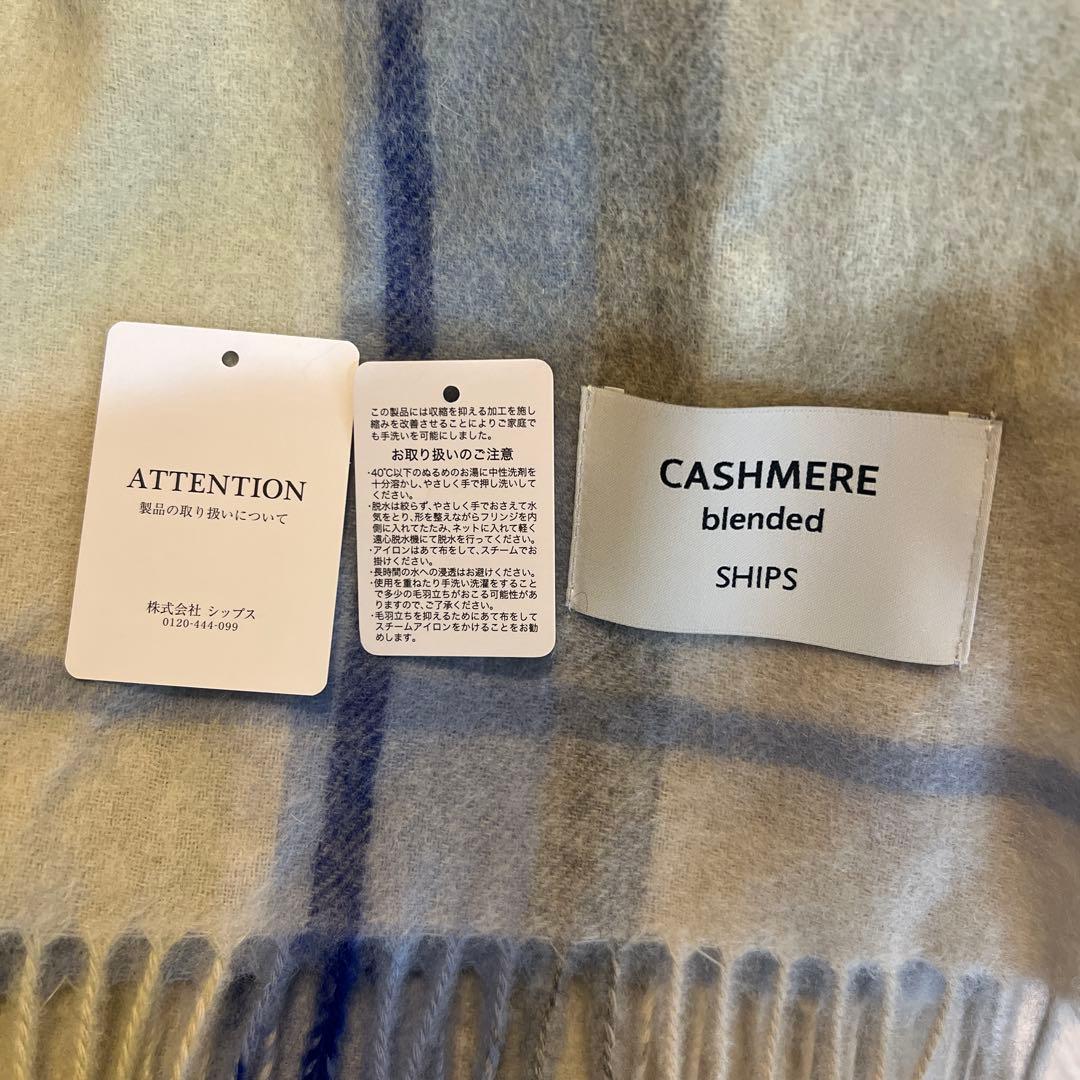 ATTENTION
製品の取り扱いについて
株式会社 シップス
0120-444-099
この製品には収縮を抑える加工を施し
縮みを改善させることによりご家庭で
も手洗いを可能にしました。
お取り扱いのご注意
・40℃以下のぬるめのお湯に中性洗剤を
十分溶かし、やさしく手で押し洗いして
ください。
・脱水は絞らず、やさしく手でおさえて水
気をとり、形を整えながらフリンジを内
側に入れてたたみ、ネットに入れて軽く
遠心脱水機にて脱水を行ってください。
・アイロンはあて布をして、スチームでお
掛けください。
・長時間の水への浸透はお避けください。
・使用を重ねたり手洗い洗濯をすること
で多少の毛羽立ちがおこる可能性があ
りますので、ご了承ください。
・毛羽立ちを抑えるためにあて布をして
スチームアイロンをかけることをお勧
めします。
CASHMERE
blended
SHIPS